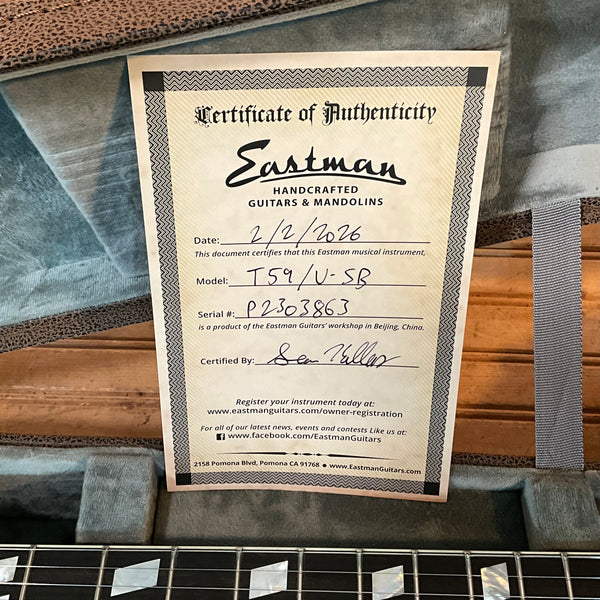 Certificate of Authenticity
Eastman
HANDCRAFTED
GUITARS & MANDOLINS
Date: 2/2/2026
This document certifies that this Eastman musical instrument,
Model: T59/V-SB
Serial #: P2303863
is a product of the Eastman Guitars' workshop in Beijing, China.
Certified By: Sean
Register your instrument today at:
www.eastmanguitars.com/owner-registration
For all of our latest news, events and contests Like us at:
f www.facebook.com/EastmanGuitars
2158 Pomona Blvd, Pomona CA 91768 • www.EastmanGuitars.com